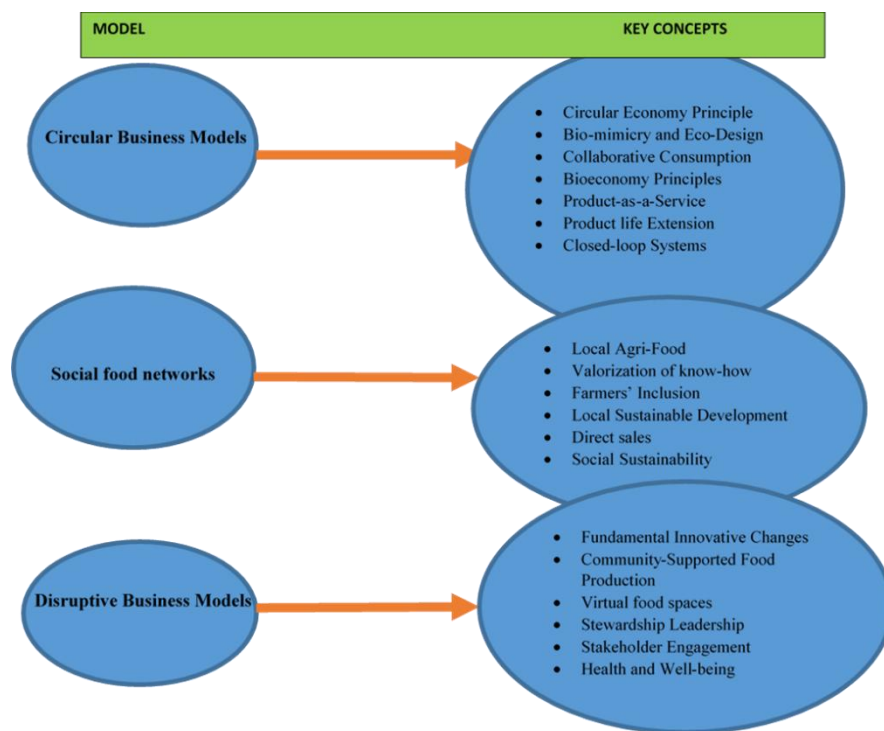 MODEL KEY CONCEPTS
Circular Business Models
• Circular Economy Principle
• Bio-mimicry and Eco-Design
• Collaborative Consumption
• Bioeconomy Principles
• Product-as-a-Service
• Product life Extension
• Closed-loop Systems
Social food networks
• Local Agri-Food
• Valorization of know-how
• Farmers’ Inclusion
• Local Sustainable Development
• Direct sales
• Social Sustainability
Disruptive Business Models
• Fundamental Innovative Changes
• Community-Supported Food
Production
• Virtual food spaces
• Stewardship Leadership
• Stakeholder Engagement
• Health and Well-being